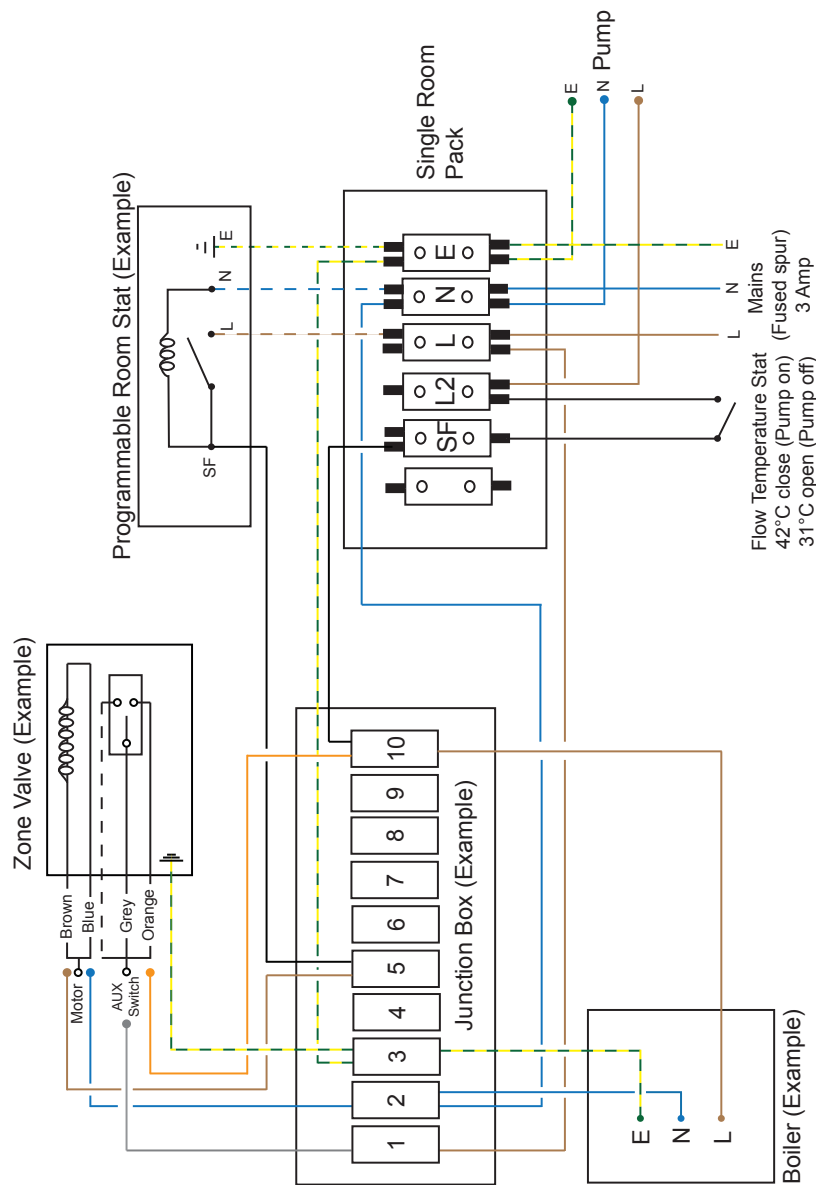 Zone Valve (Example)
Brown
Blue
Grey
Orange
Motor
AUX
Switch
Programmable Room Stat (Example)
SF
L
N
E
1
2
3
4
5
6
7
8
9
10
Junction Box (Example)
Single Room
Pack
SF
L2
L
N
E
E
N Pump
L
L
N
E
Mains
(Fused spur)
3 Amp
Flow Temperature Stat
42°C close (Pump on)
31°C open (Pump off)
E
N
L
Boiler (Example)